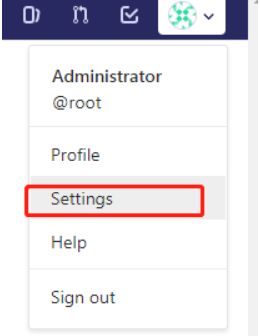 Administrator
@root
Profile
Settings
Help
Sign out